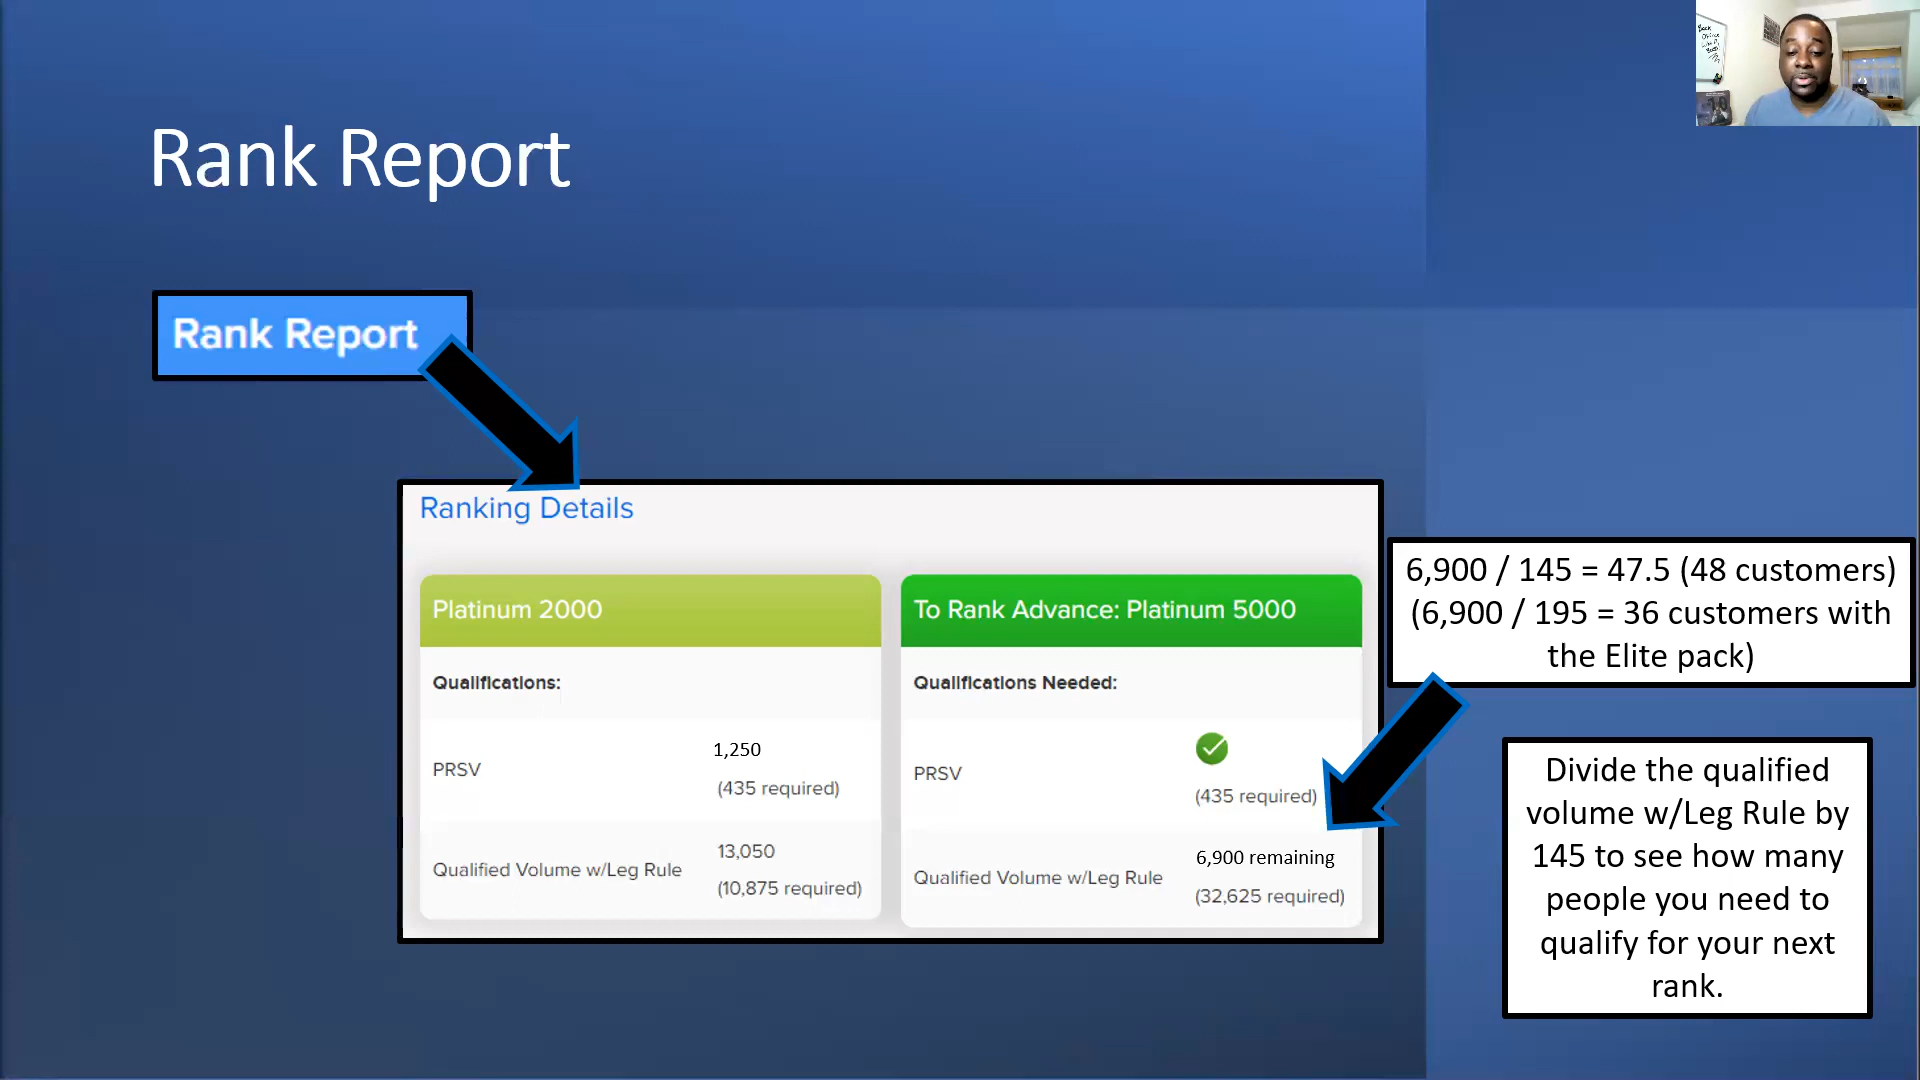 Rank Report
Rank Report
Ranking Details
Platinum 2000
Qualifications:
PRSV
1,250
(435 required)
Qualified Volume w/Leg Rule
13,050
(10,875 required)
To Rank Advance: Platinum 5000
Qualifications Needed:
PRSV
(435 required)
Qualified Volume w/Leg Rule
6,900 remaining
(32,625 required)
6,900 / 145 = 47.5 (48 customers)
(6,900 / 195 = 36 customers with
the Elite pack)
Divide the qualified
volume w/Leg Rule by
145 to see how many
people you need to
qualify for your next
rank.